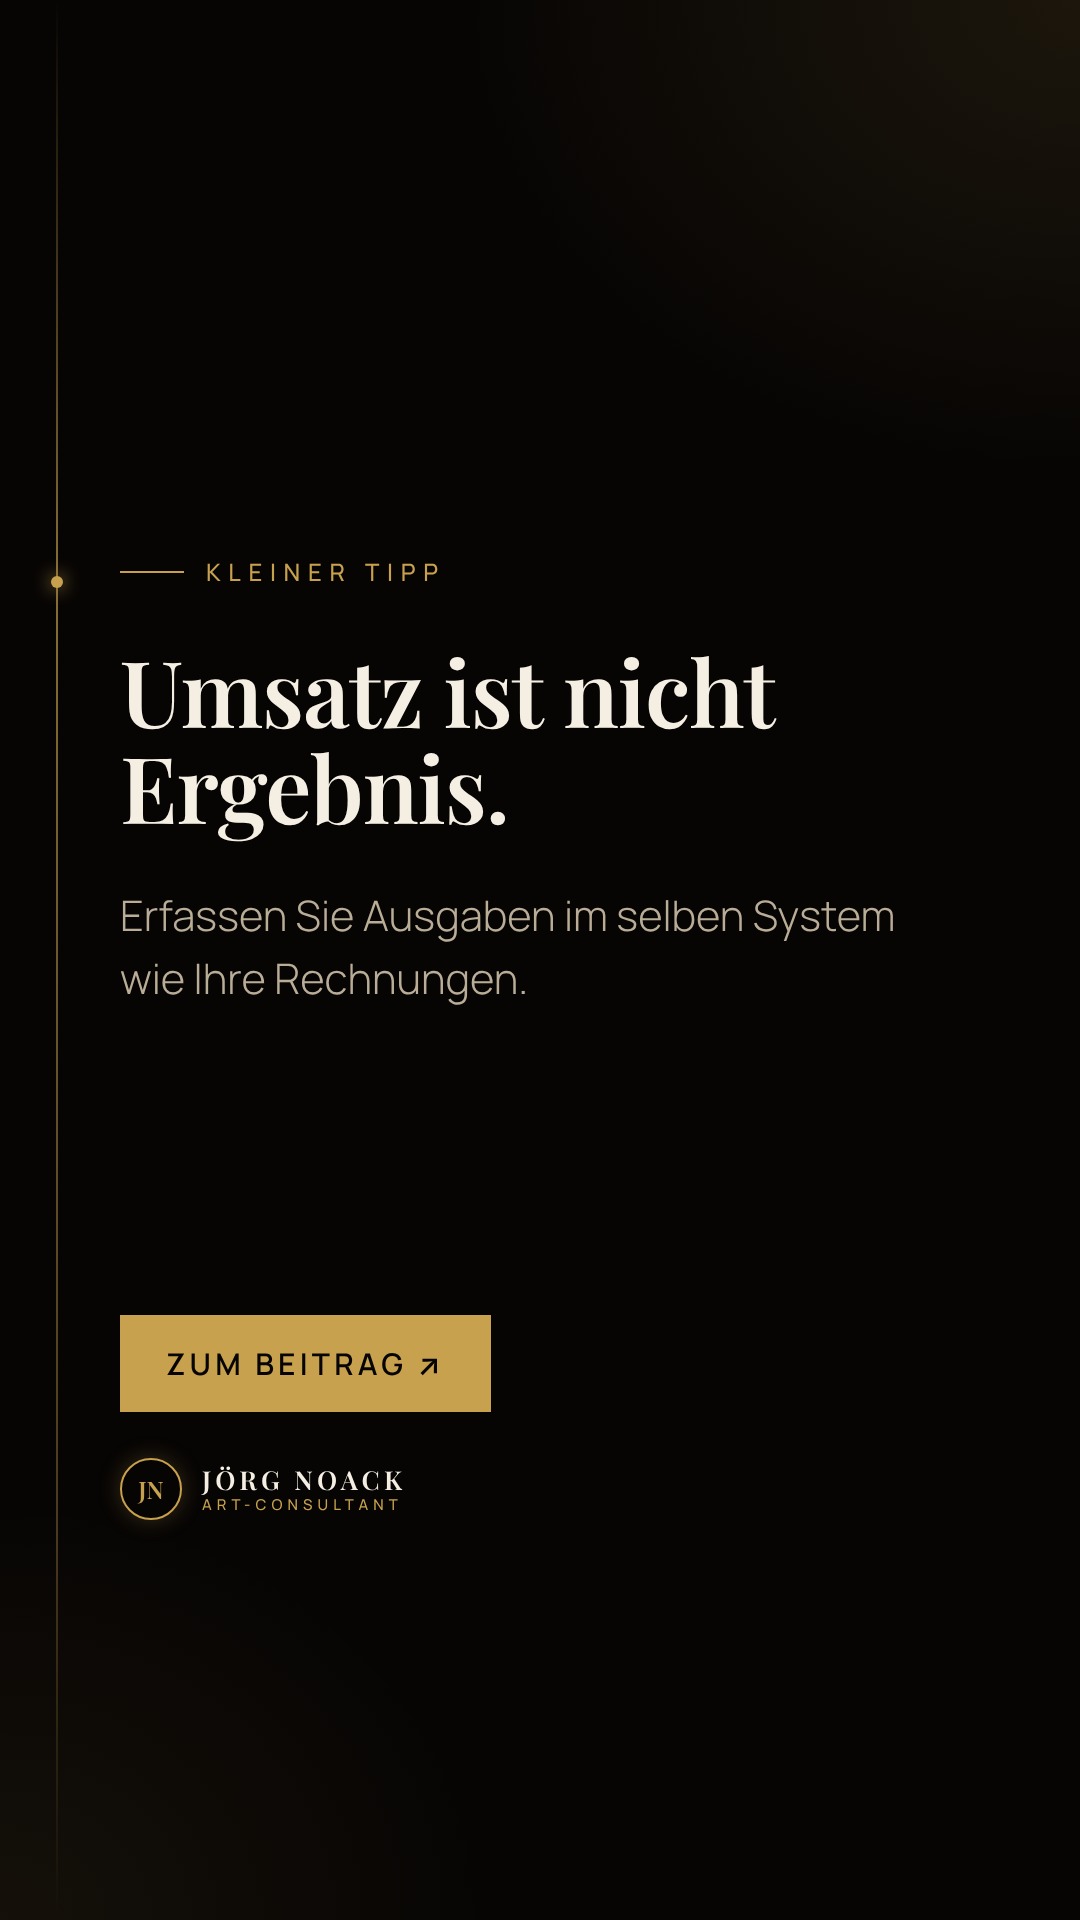 KLEINER TIPP
Umsatz ist nicht
Ergebnis.
Erfassen Sie Ausgaben im selben System
wie Ihre Rechnungen.
ZUM BEITRAG ↗
JN
JÖRG NOACK
ART-CONSULTANT